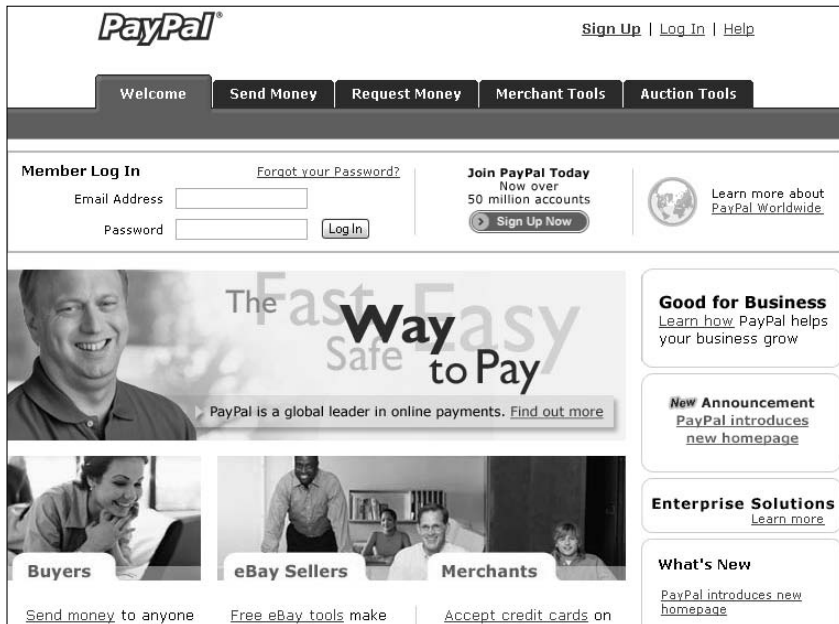 PayPal®
Sign Up | Log In | Help
Welcome
Send Money
Request Money
Merchant Tools
Auction Tools
Member Log In
Forgot your Password?
Email Address
Password
Log In
Join PayPal Today
Now over
50 million accounts
Sign Up Now
Learn more about
PayPal Worldwide
The Fast Easy
Safe Way
to Pay
PayPal is a global leader in online payments. Find out more
Good for Business
Learn how PayPal helps
your business grow
New Announcement
PayPal introduces
new homepage
Enterprise Solutions
Learn more
What's New
PayPal introduces new
homepage
Buyers
Send money to anyone
eBay Sellers
Free eBay tools make
Merchants
Accept credit cards on